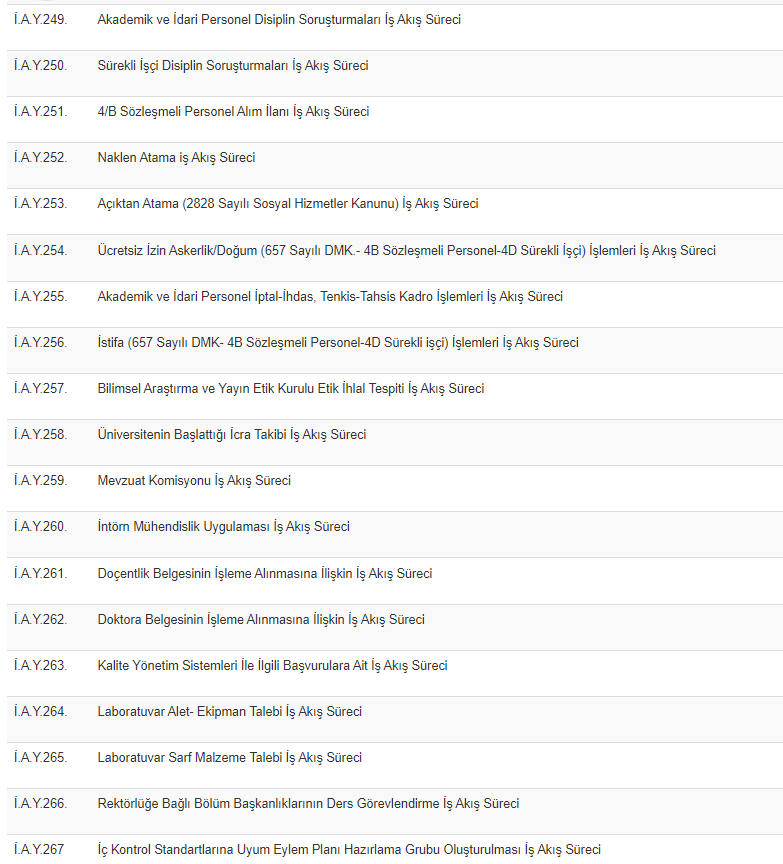 İ.A.Y.249. Akademik ve İdari Personel Disiplin Soruşturmaları İş Akış Süreci
İ.A.Y.250. Sürekli İşçi Disiplin Soruşturmaları İş Akış Süreci
İ.A.Y.251. 4/B Sözleşmeli Personel Alım İlanı İş Akış Süreci
İ.A.Y.252. Naklen Atama iş Akış Süreci
İ.A.Y.253. Açıktan Atama (2828 Sayılı Sosyal Hizmetler Kanunu) İş Akış Süreci
İ.A.Y.254. Ücretsiz İzin Askerlik/Doğum (657 Sayılı DMK.- 4B Sözleşmeli Personel-4D Sürekli İşçi) İşlemleri İş Akış Süreci
İ.A.Y.255. Akademik ve İdari Personel İptal-İhdas, Tenkis-Tahsis Kadro İşlemleri İş Akış Süreci
İ.A.Y.256. İstifa (657 Sayılı DMK- 4B Sözleşmeli Personel-4D Sürekli işçi) İşlemleri İş Akış Süreci
İ.A.Y.257. Bilimsel Araştırma ve Yayın Etik Kurulu Etik İhlal Tespiti İş Akış Süreci
İ.A.Y.258. Üniversitenin Başlattığı İcra Takibi İş Akış Süreci
İ.A.Y.259. Mevzuat Komisyonu İş Akış Süreci
İ.A.Y.260. İntörn Mühendislik Uygulaması İş Akış Süreci
İ.A.Y.261. Doçentlik Belgesinin İşleme Alınmasına İlişkin İş Akış Süreci
İ.A.Y.262. Doktora Belgesinin İşleme Alınmasına İlişkin İş Akış Süreci
İ.A.Y.263. Kalite Yönetim Sistemleri İle İlgili Başvurulara Ait İş Akış Süreci
İ.A.Y.264. Laboratuvar Alet- Ekipman Talebi İş Akış Süreci
İ.A.Y.265. Laboratuvar Sarf Malzeme Talebi İş Akış Süreci
İ.A.Y.266. Rektörlüğe Bağlı Bölüm Başkanlıklarının Ders Görevlendirme İş Akış Süreci
İ.A.Y.267 İç Kontrol Standartlarına Uyum Eylem Planı Hazırlama Grubu Oluşturulması İş Akış Süreci